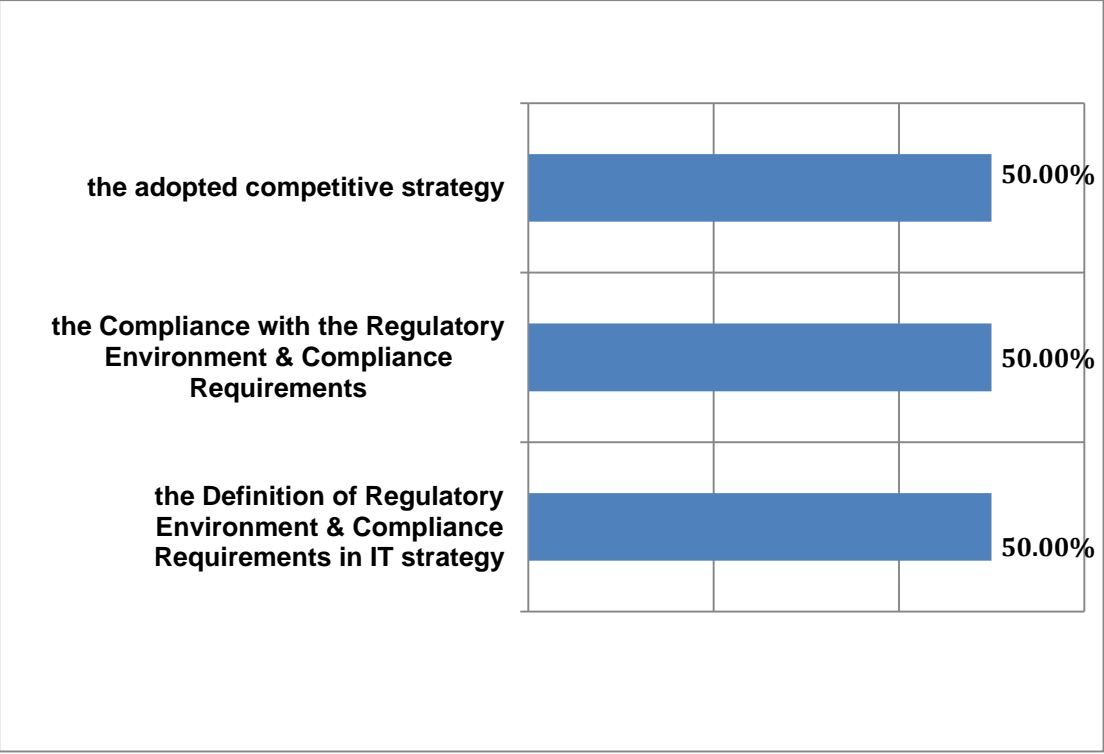 the adopted competitive strategy
50.00%
the Compliance with the Regulatory
Environment & Compliance
Requirements
50.00%
the Definition of Regulatory
Environment & Compliance
Requirements in IT strategy
50.00%